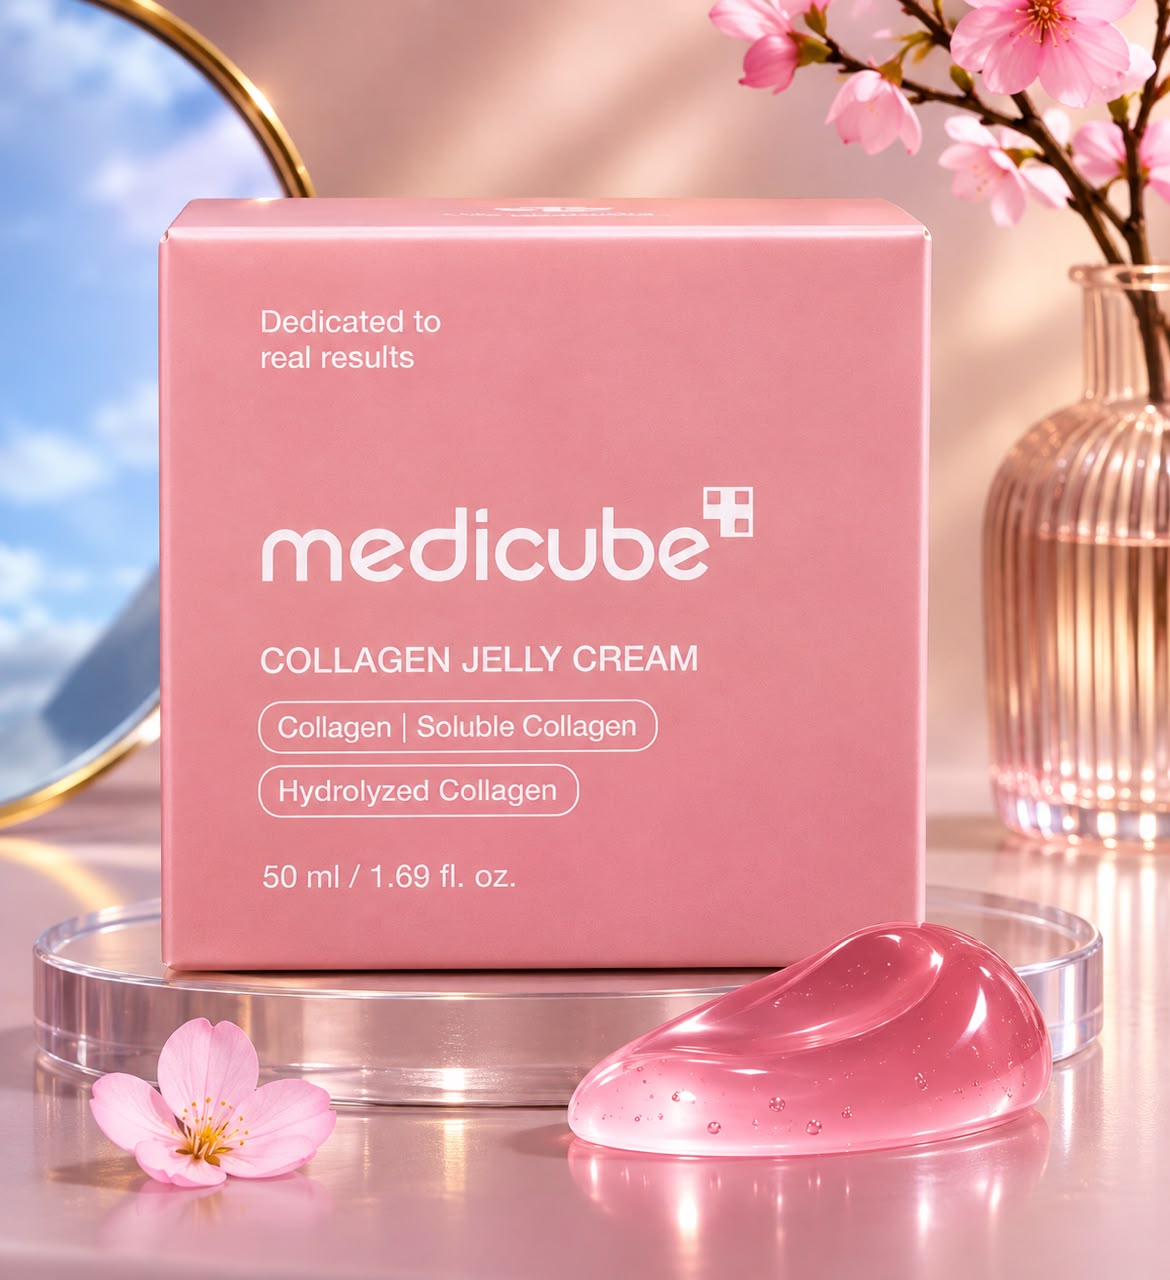 Dedicated to
real results
medicube
COLLAGEN JELLY CREAM
Collagen | Soluble Collagen
Hydrolyzed Collagen
50 ml / 1.69 fl. oz.